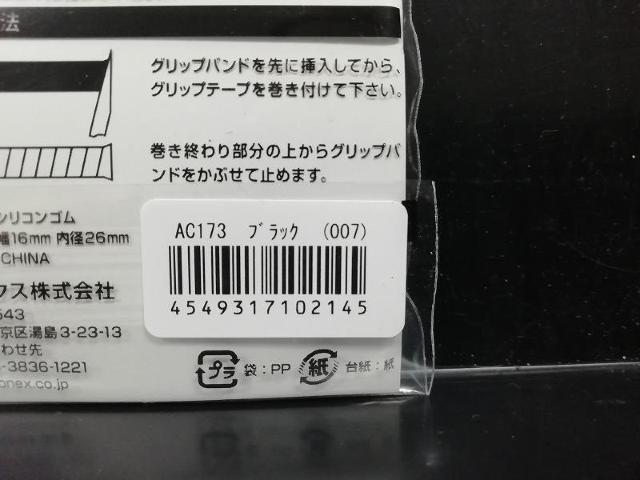 法
グリップバンドを先に挿入してから、
グリップテープを巻き付けて下さい。
巻き終わり部分の上からグリップバ
ンドをかぶせて止めます。
シリコンゴム
幅16mm 内径26mm
CHINA
クス株式会社
543
京区湯島3-23-13
わせ先
-3836-1221
onex.co.jp
AC173 ブラック (007)
4549317102145
プラ 袋:PP 紙 台紙:紙